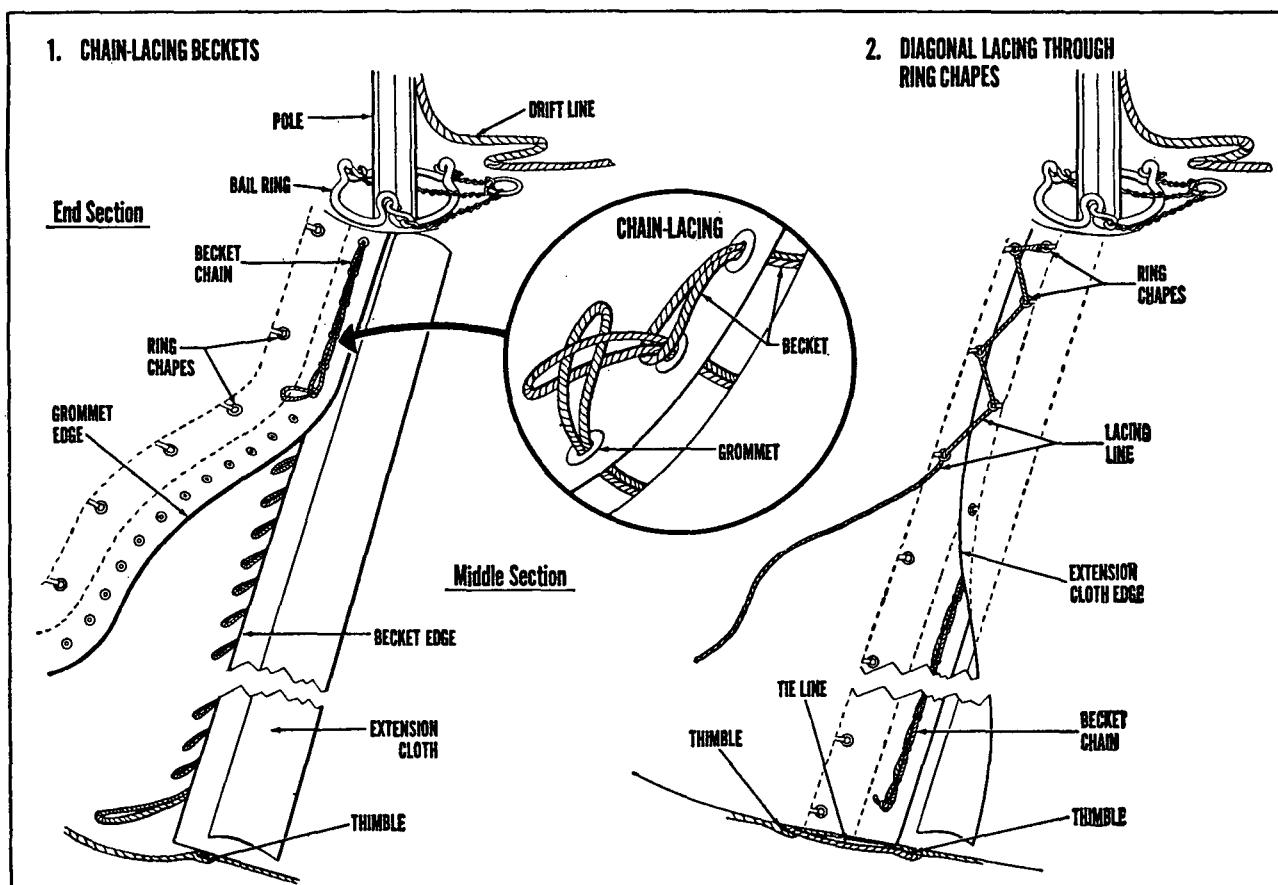 1. CHAIN-LACING BECKETS
POLE
DRIFT LINE
BAIL RING
End Section
BECKET
CHAIN
RING
CHAPES
GROMMET
EDGE
CHAIN-LACING
BECKET
GROMMET
Middle Section
BECKET EDGE
EXTENSION
CLOTH
THIMBLE
2. DIAGONAL LACING THROUGH
RING CHAPES
RING
CHAPES
LACING
LINE
EXTENSION
CLOTH EDGE
TIE LINE
THIMBLE
BECKET
CHAIN
THIMBLE